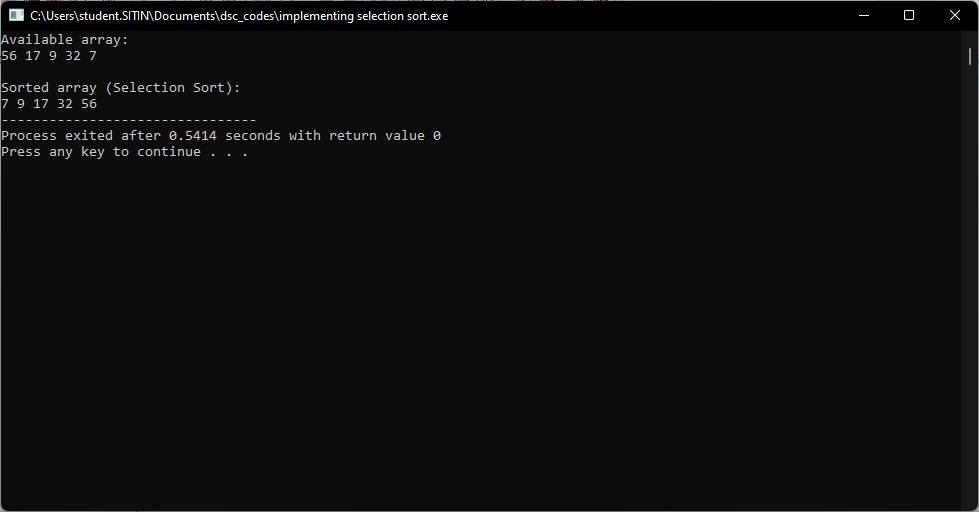 C:\Users\student.SITIN\Documents\dsc_codes\implementing selection sort.exe
Available array:
56 17 9 32 7
Sorted array (Selection Sort):
7 9 17 32 56
--------------------------------
Process exited after 0.5414 seconds with return value 0
Press any key to continue . . .